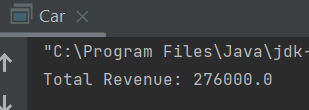 Car
"C:\Program Files\Java\jdk-
Total Revenue: 276000.0